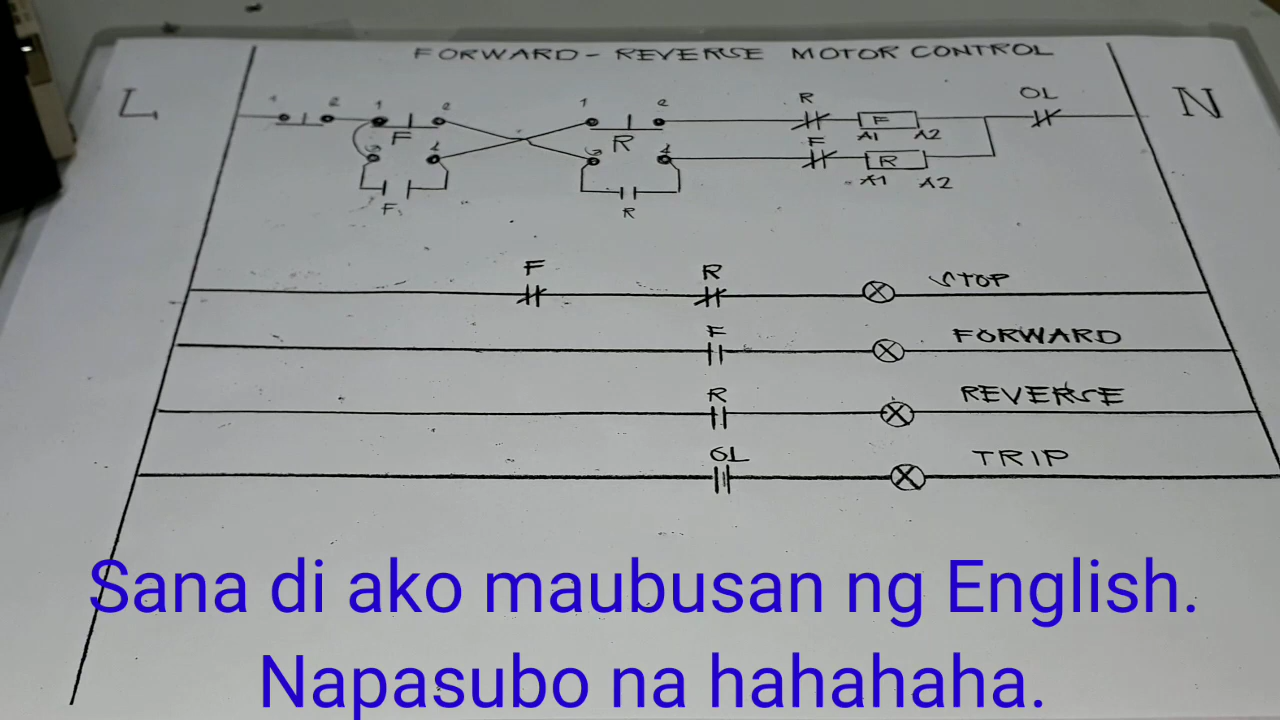 FORWARD - REVERSE MOTOR CONTROL
L
N
1 2 1 2 1 2 R OL
F R F
3 4 3 4 F A1 A2
R
A1 A2
F R
F R STOP
F FORWARD
R REVERSE
OL TRIP
Sana di ako maubusan ng English.
Napasubo na hahahaha.